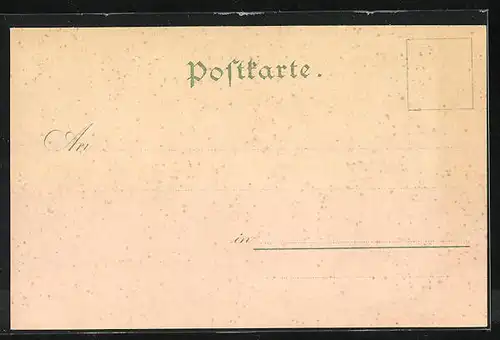 Postkarte.
An
in